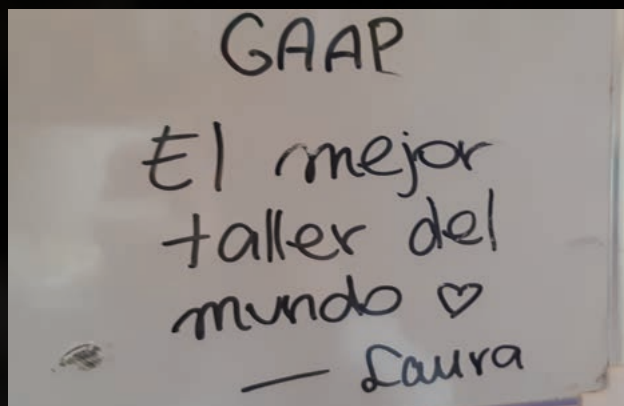 GAAP
El mejor
taller del
mundo ♡
— Laura